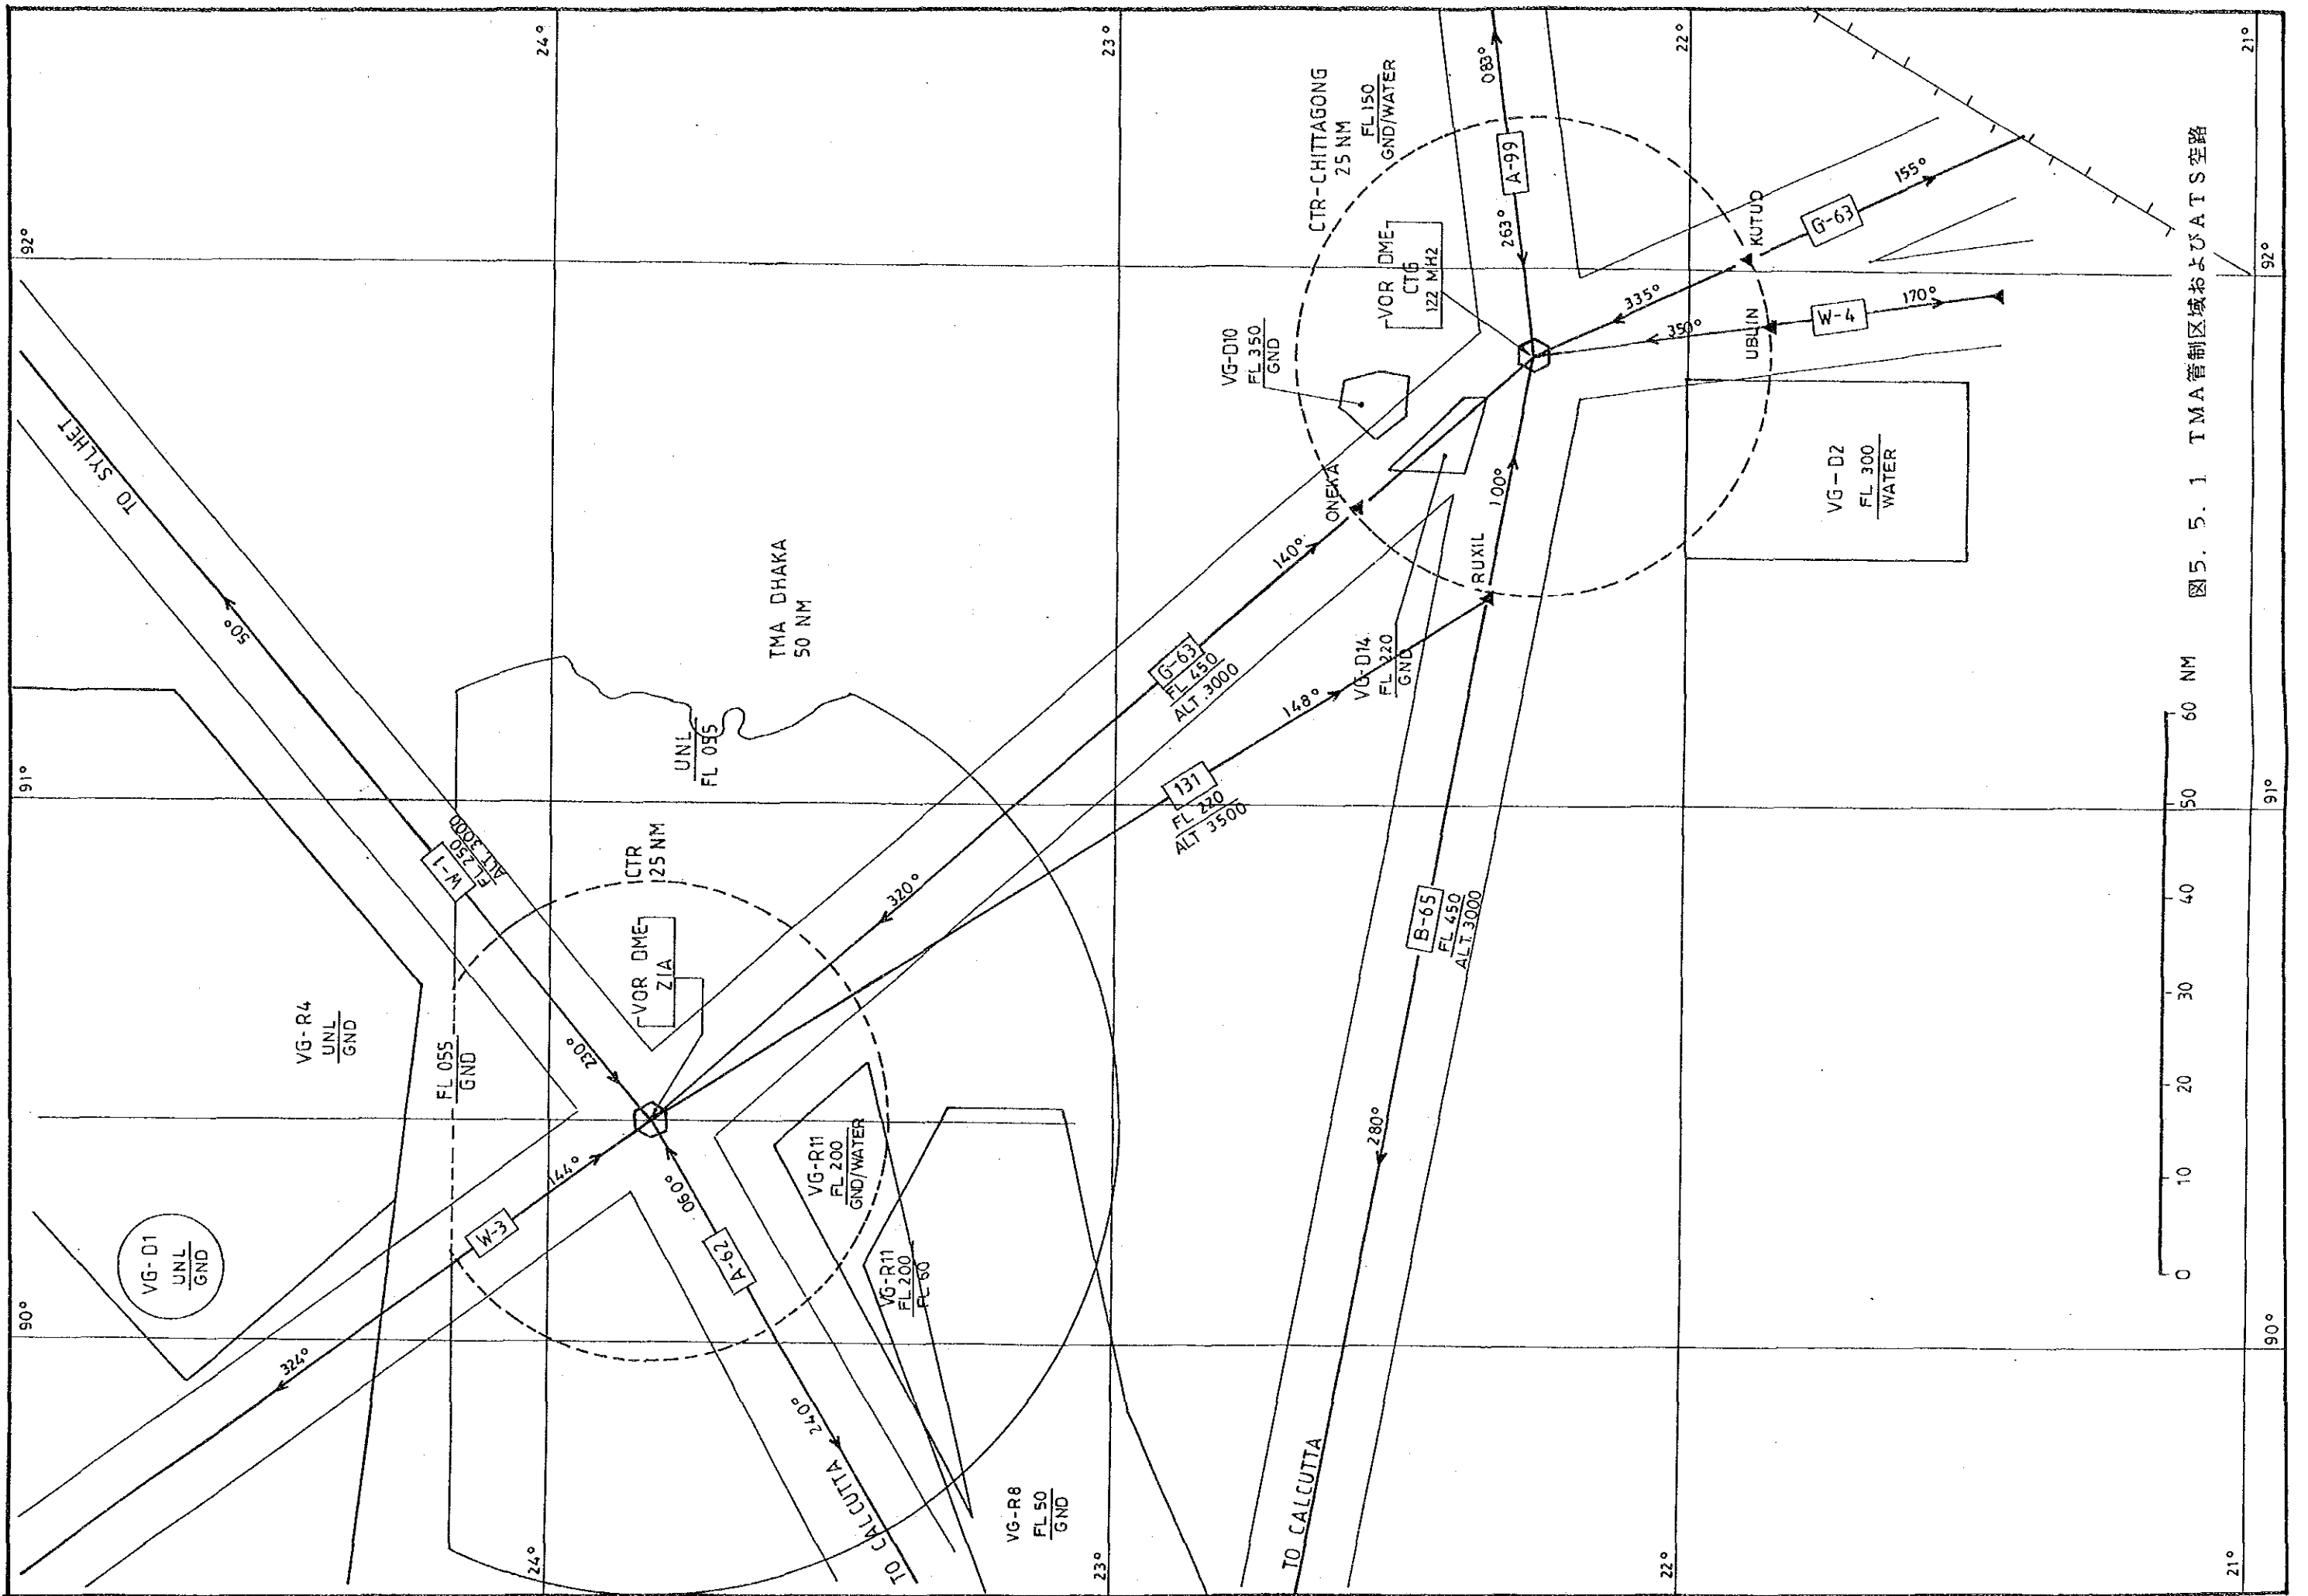 92°
91°
90°
TO SYLHET
50°
W-1
FL 250
ALT. 3000
230°
VG-R4
UNL
GND
VG-D1
UNL
GND
FL 055
GND
324°
W-3
144°
24°
24°
CTR
25 NM
VOR DME
ZIA
UNL
FL 055
TMA DHAKA
50 NM
060°
A-62
240°
TO CALCUTTA
VG-R11
FL 200
GND/WATER
VG-R11
FL 200
FL 60
VG-R8
FL 50
GND
320°
G-63
FL 450
ALT. 3000
140°
131
FL 220
ALT 3500
148°
23°
23°
ONEKA
RUXIL
100°
VG-D10
FL 350
GND
VG-D14
FL 220
GND
CTR-CHITTAGONG
25 NM
FL 150
GND/WATER
VOR DME
CTG
122 MHZ
083°
A-99
263°
B-65
FL 450
ALT. 3000
280°
TO CALCUTTA
335°
KUTUD
G-63
155°
350°
UBLIN
W-4
170°
VG-D2
FL 300
WATER
22°
22°
21°
21°
92°
91°
90°
0 10 20 30 40 50 60 NM
図5.5.1 TMA管制区域およびATS空路